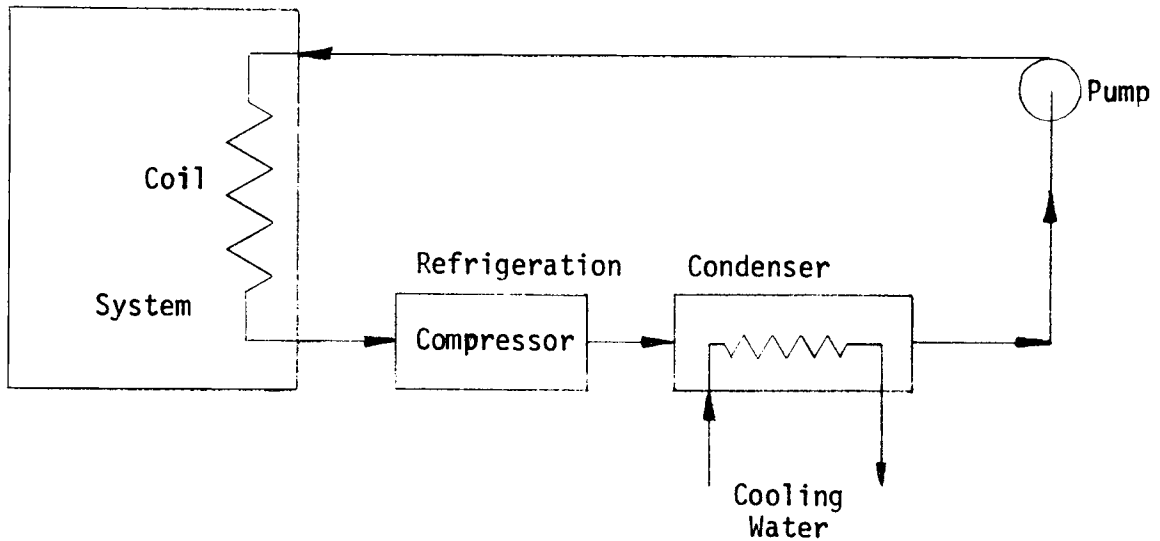 Pump
Coil
Refrigeration
Condenser
System
Compressor
Cooling
Water